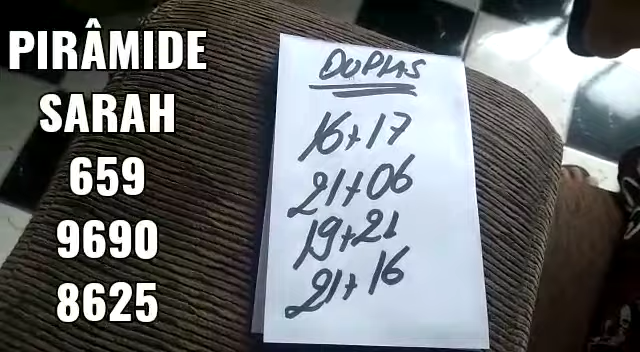 PIRÂMIDE
SARAH
659
9690
8625
DUPLAS
16+17
21+06
19+21
21+16